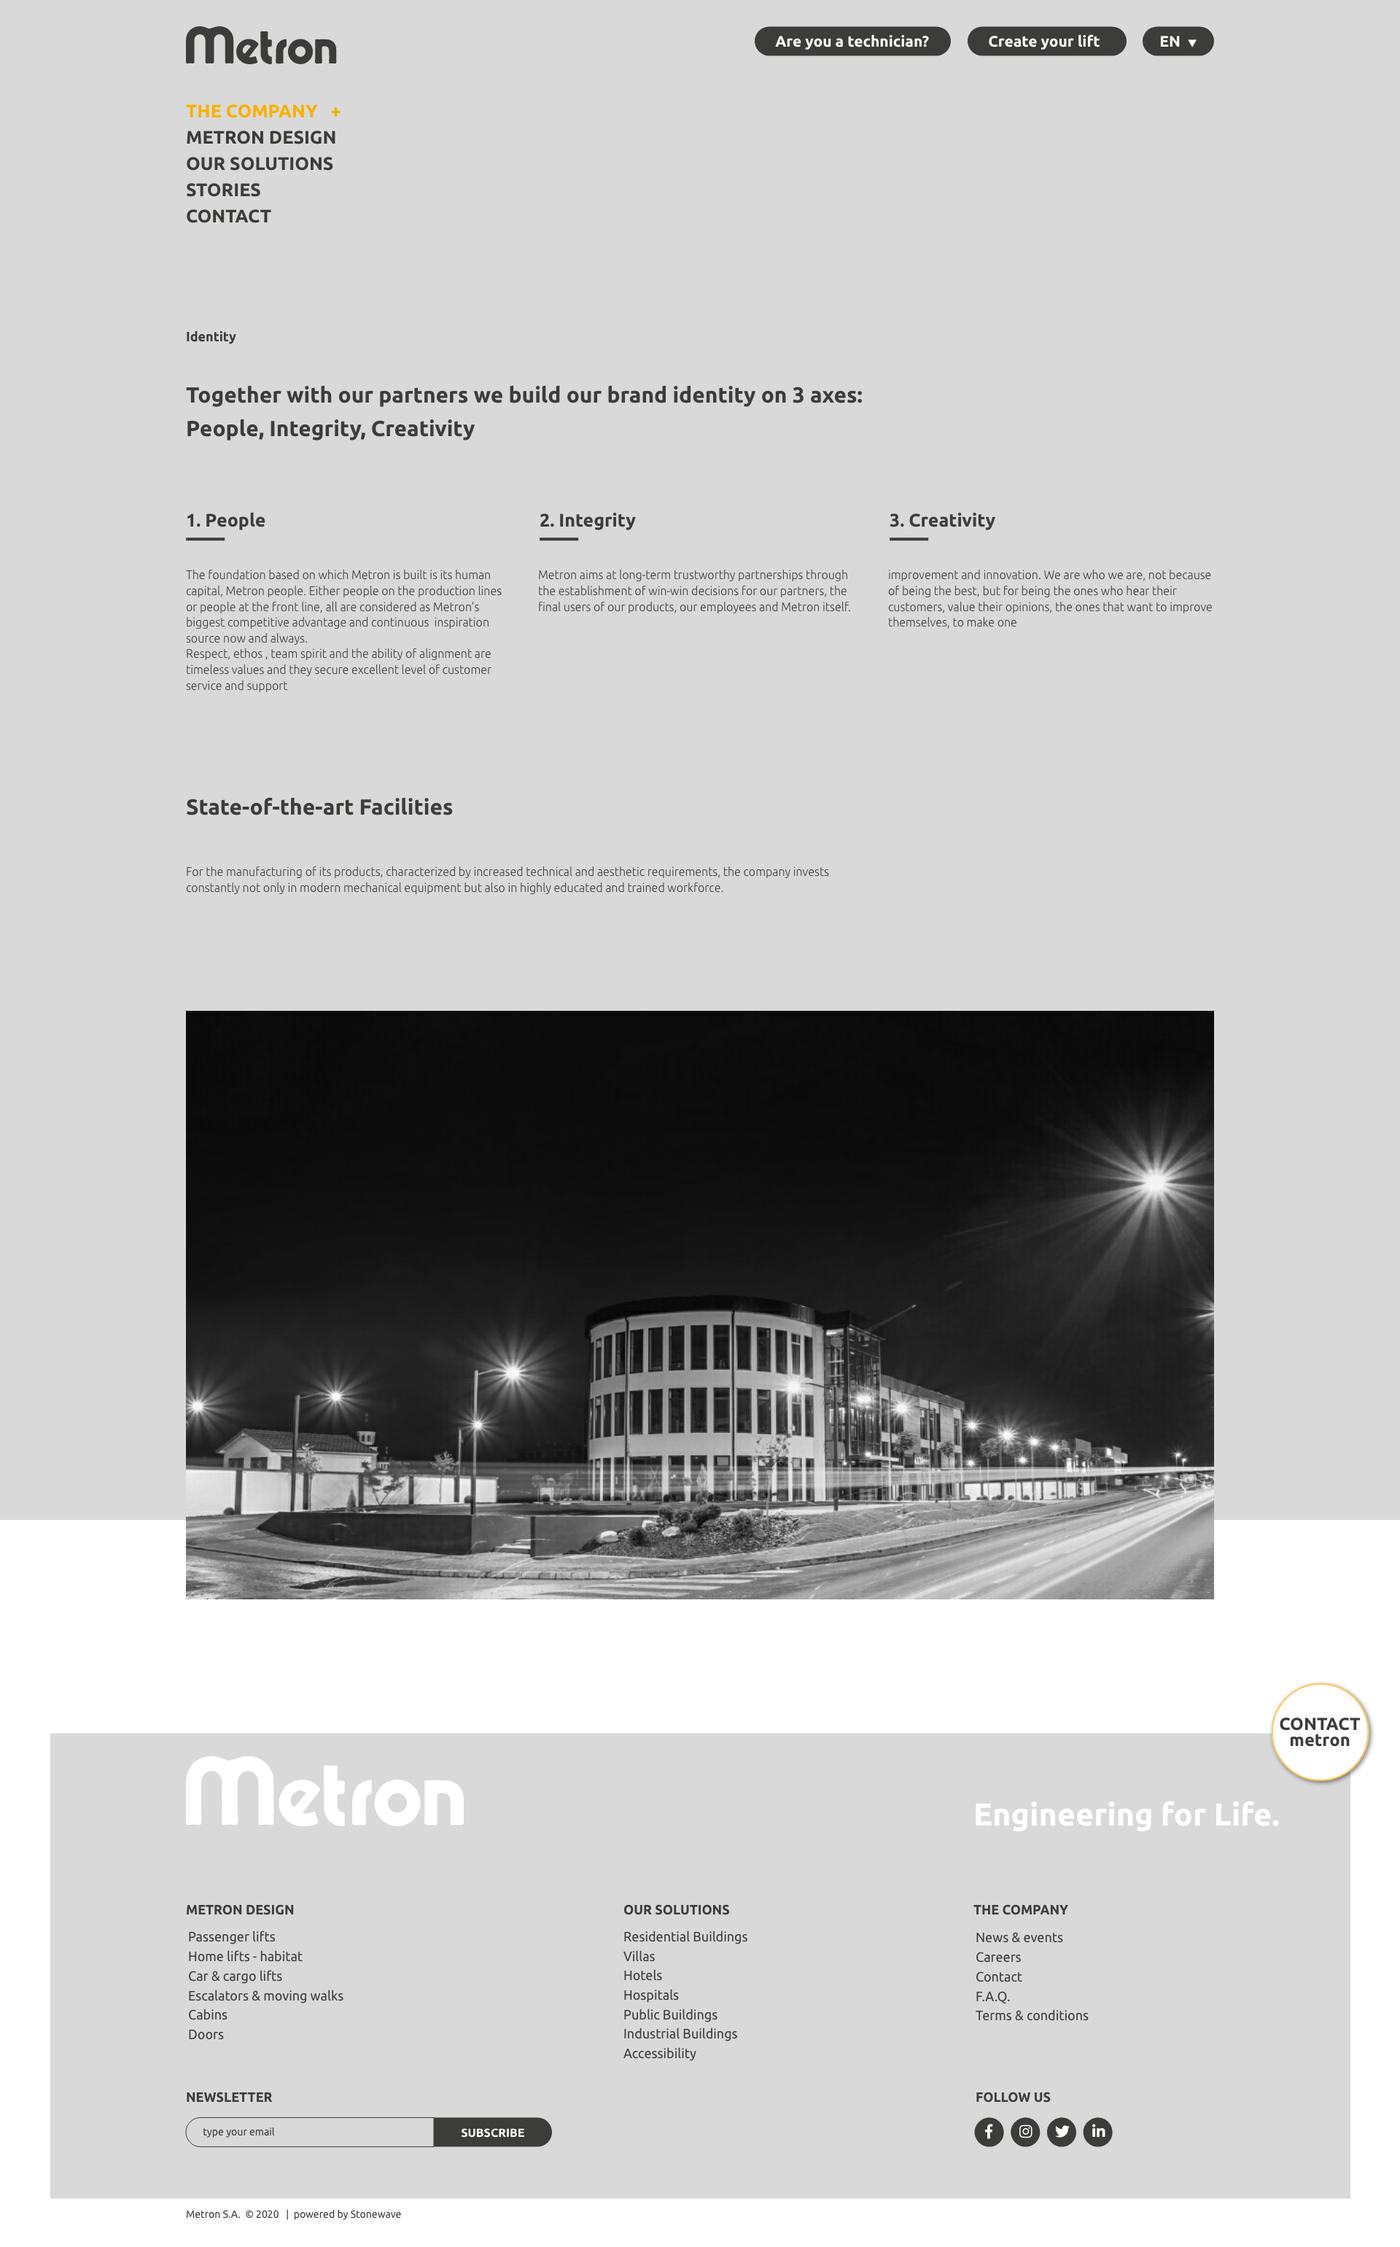 Metron
Are you a technician?
Create your lift
EN ▼
THE COMPANY +
METRON DESIGN
OUR SOLUTIONS
STORIES
CONTACT
Identity
Together with our partners we build our brand identity on 3 axes:
People, Integrity, Creativity
1. People
The foundation based on which Metron is built is its human
capital, Metron people. Either people on the production lines
or people at the front line, all are considered as Metron's
biggest competitive advantage and continuous inspiration
source now and always.
Respect, ethos , team spirit and the ability of alignment are
timeless values and they secure excellent level of customer
service and support
2. Integrity
Metron aims at long-term trustworthy partnerships through
the establishment of win-win decisions for our partners, the
final users of our products, our employees and Metron itself.
3. Creativity
improvement and innovation. We are who we are, not because
of being the best, but for being the ones who hear their
customers, value their opinions, the ones that want to improve
themselves, to make one
State-of-the-art Facilities
For the manufacturing of its products, characterized by increased technical and aesthetic requirements, the company invests
constantly not only in modern mechanical equipment but also in highly educated and trained workforce.
CONTACT
metron
Metron
Engineering for Life.
METRON DESIGN
Passenger lifts
Home lifts - habitat
Car & cargo lifts
Escalators & moving walks
Cabins
Doors
OUR SOLUTIONS
Residential Buildings
Villas
Hotels
Hospitals
Public Buildings
Industrial Buildings
Accessibility
THE COMPANY
News & events
Careers
Contact
F.A.Q.
Terms & conditions
NEWSLETTER
type your email
SUBSCRIBE
FOLLOW US
Metron S.A. © 2020 | powered by Stonewave